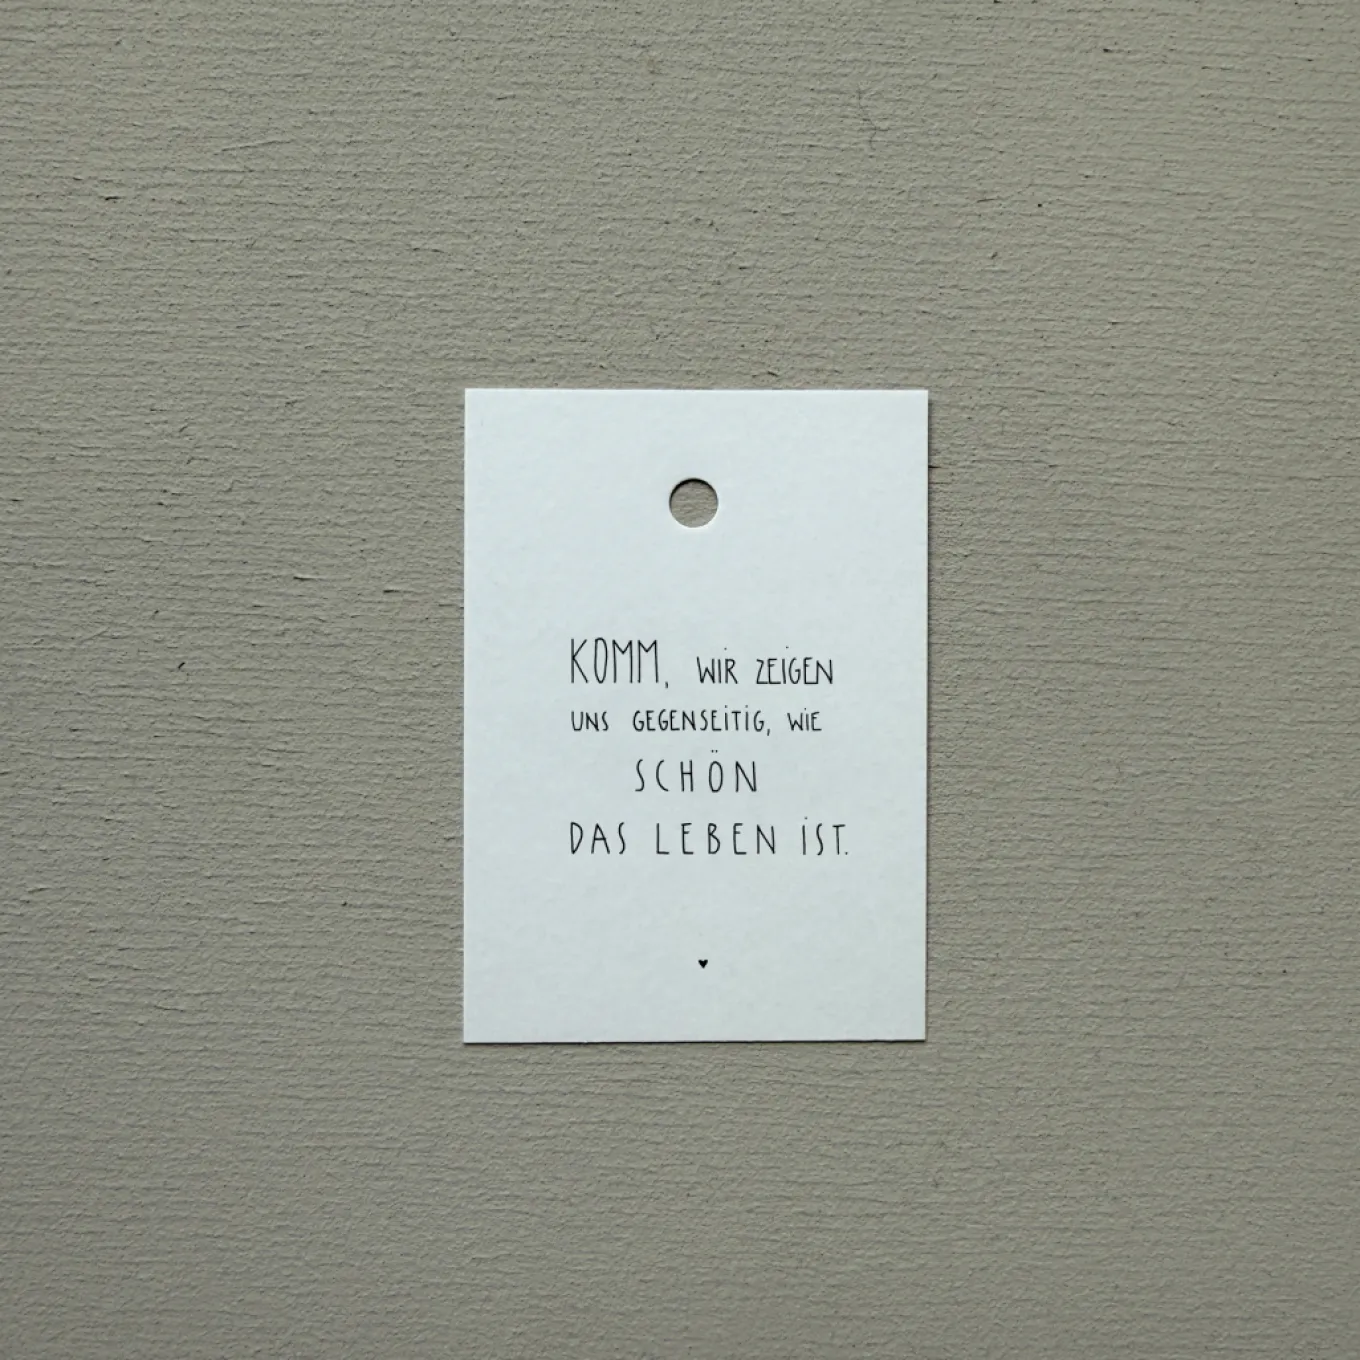 KOMM, WIR ZEIGEN
UNS GEGENSEITIG, WIE
SCHÖN
DAS LEBEN IST.